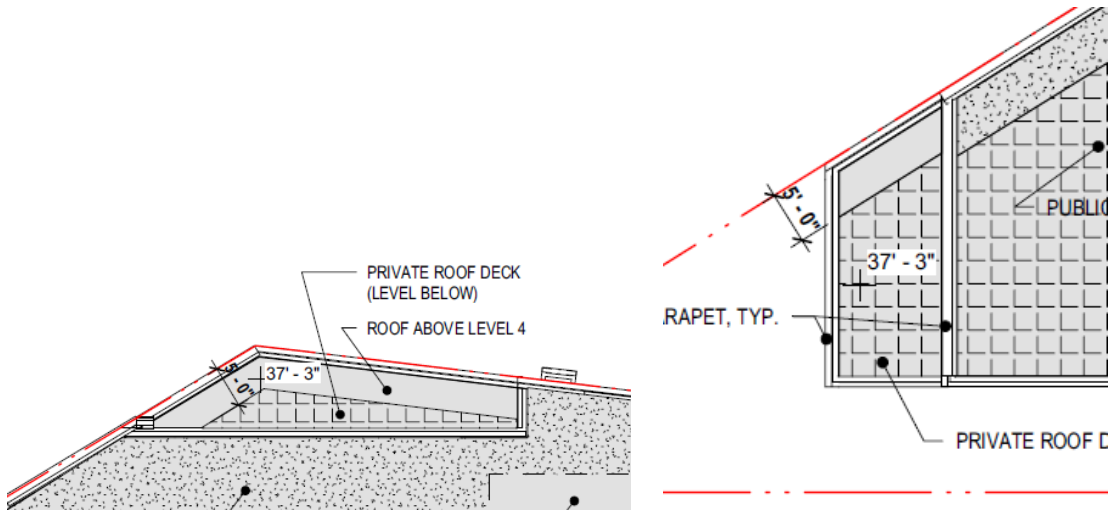 PRIVATE ROOF DECK
(LEVEL BELOW)
ROOF ABOVE LEVEL 4
5' - 0"
37' - 3"
5' - 0"
PUBLIC
37' - 3"
RAPET, TYP.
PRIVATE ROOF D